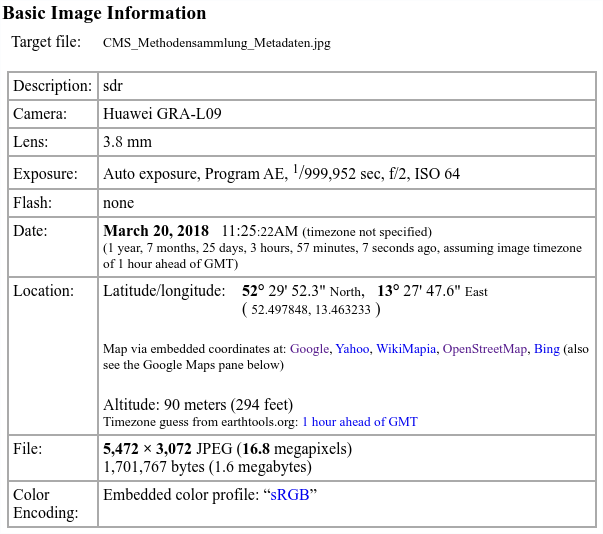 Basic Image Information
Target file: CMS_Methodensammlung_Metadaten.jpg
Description: sdr
Camera: Huawei GRA-L09
Lens: 3.8 mm
Exposure: Auto exposure, Program AE, 1/999,952 sec, f/2, ISO 64
Flash: none
Date: March 20, 2018 11:25:22AM (timezone not specified)
(1 year, 7 months, 25 days, 3 hours, 57 minutes, 7 seconds ago, assuming image timezone
of 1 hour ahead of GMT)
Location: Latitude/longitude: 52° 29' 52.3" North, 13° 27' 47.6" East
( 52.497848, 13.463233 )
Map via embedded coordinates at: Google, Yahoo, WikiMapia, OpenStreetMap, Bing (also
see the Google Maps pane below)
Altitude: 90 meters (294 feet)
Timezone guess from earthtools.org: 1 hour ahead of GMT
File: 5,472 × 3,072 JPEG (16.8 megapixels)
1,701,767 bytes (1.6 megabytes)
Color Encoding: Embedded color profile: “sRGB”